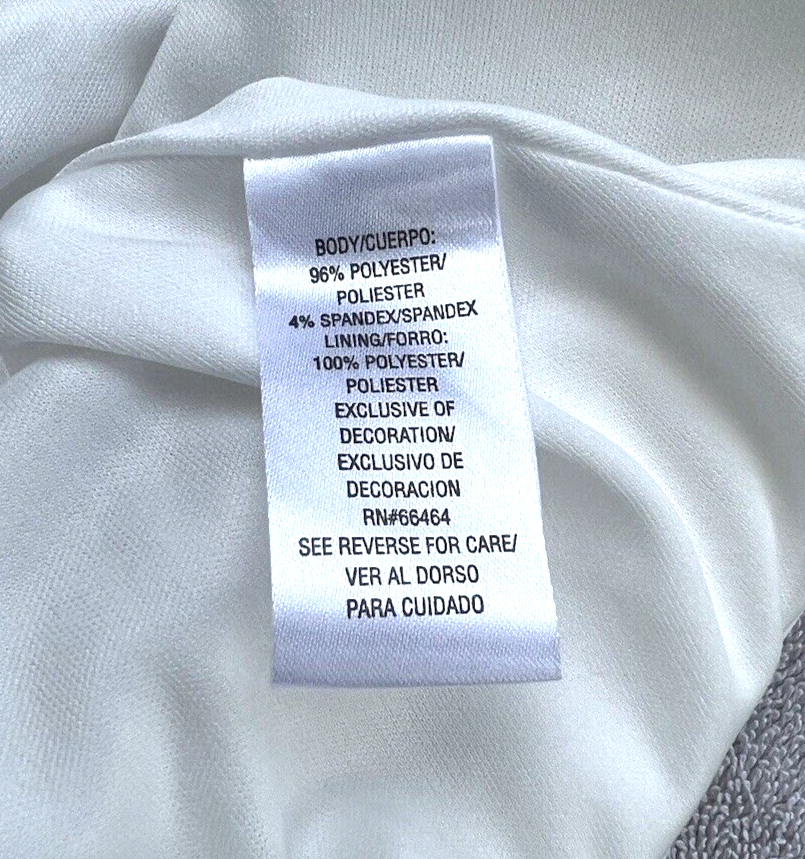 BODY/CUERPO:
96% POLYESTER/
POLIESTER
4% SPANDEX/SPANDEX
LINING/FORRO:
100% POLYESTER/
POLIESTER
EXCLUSIVE OF
DECORATION/
EXCLUSIVO DE
DECORACION
RN#66464
SEE REVERSE FOR CARE/
VER AL DORSO
PARA CUIDADO